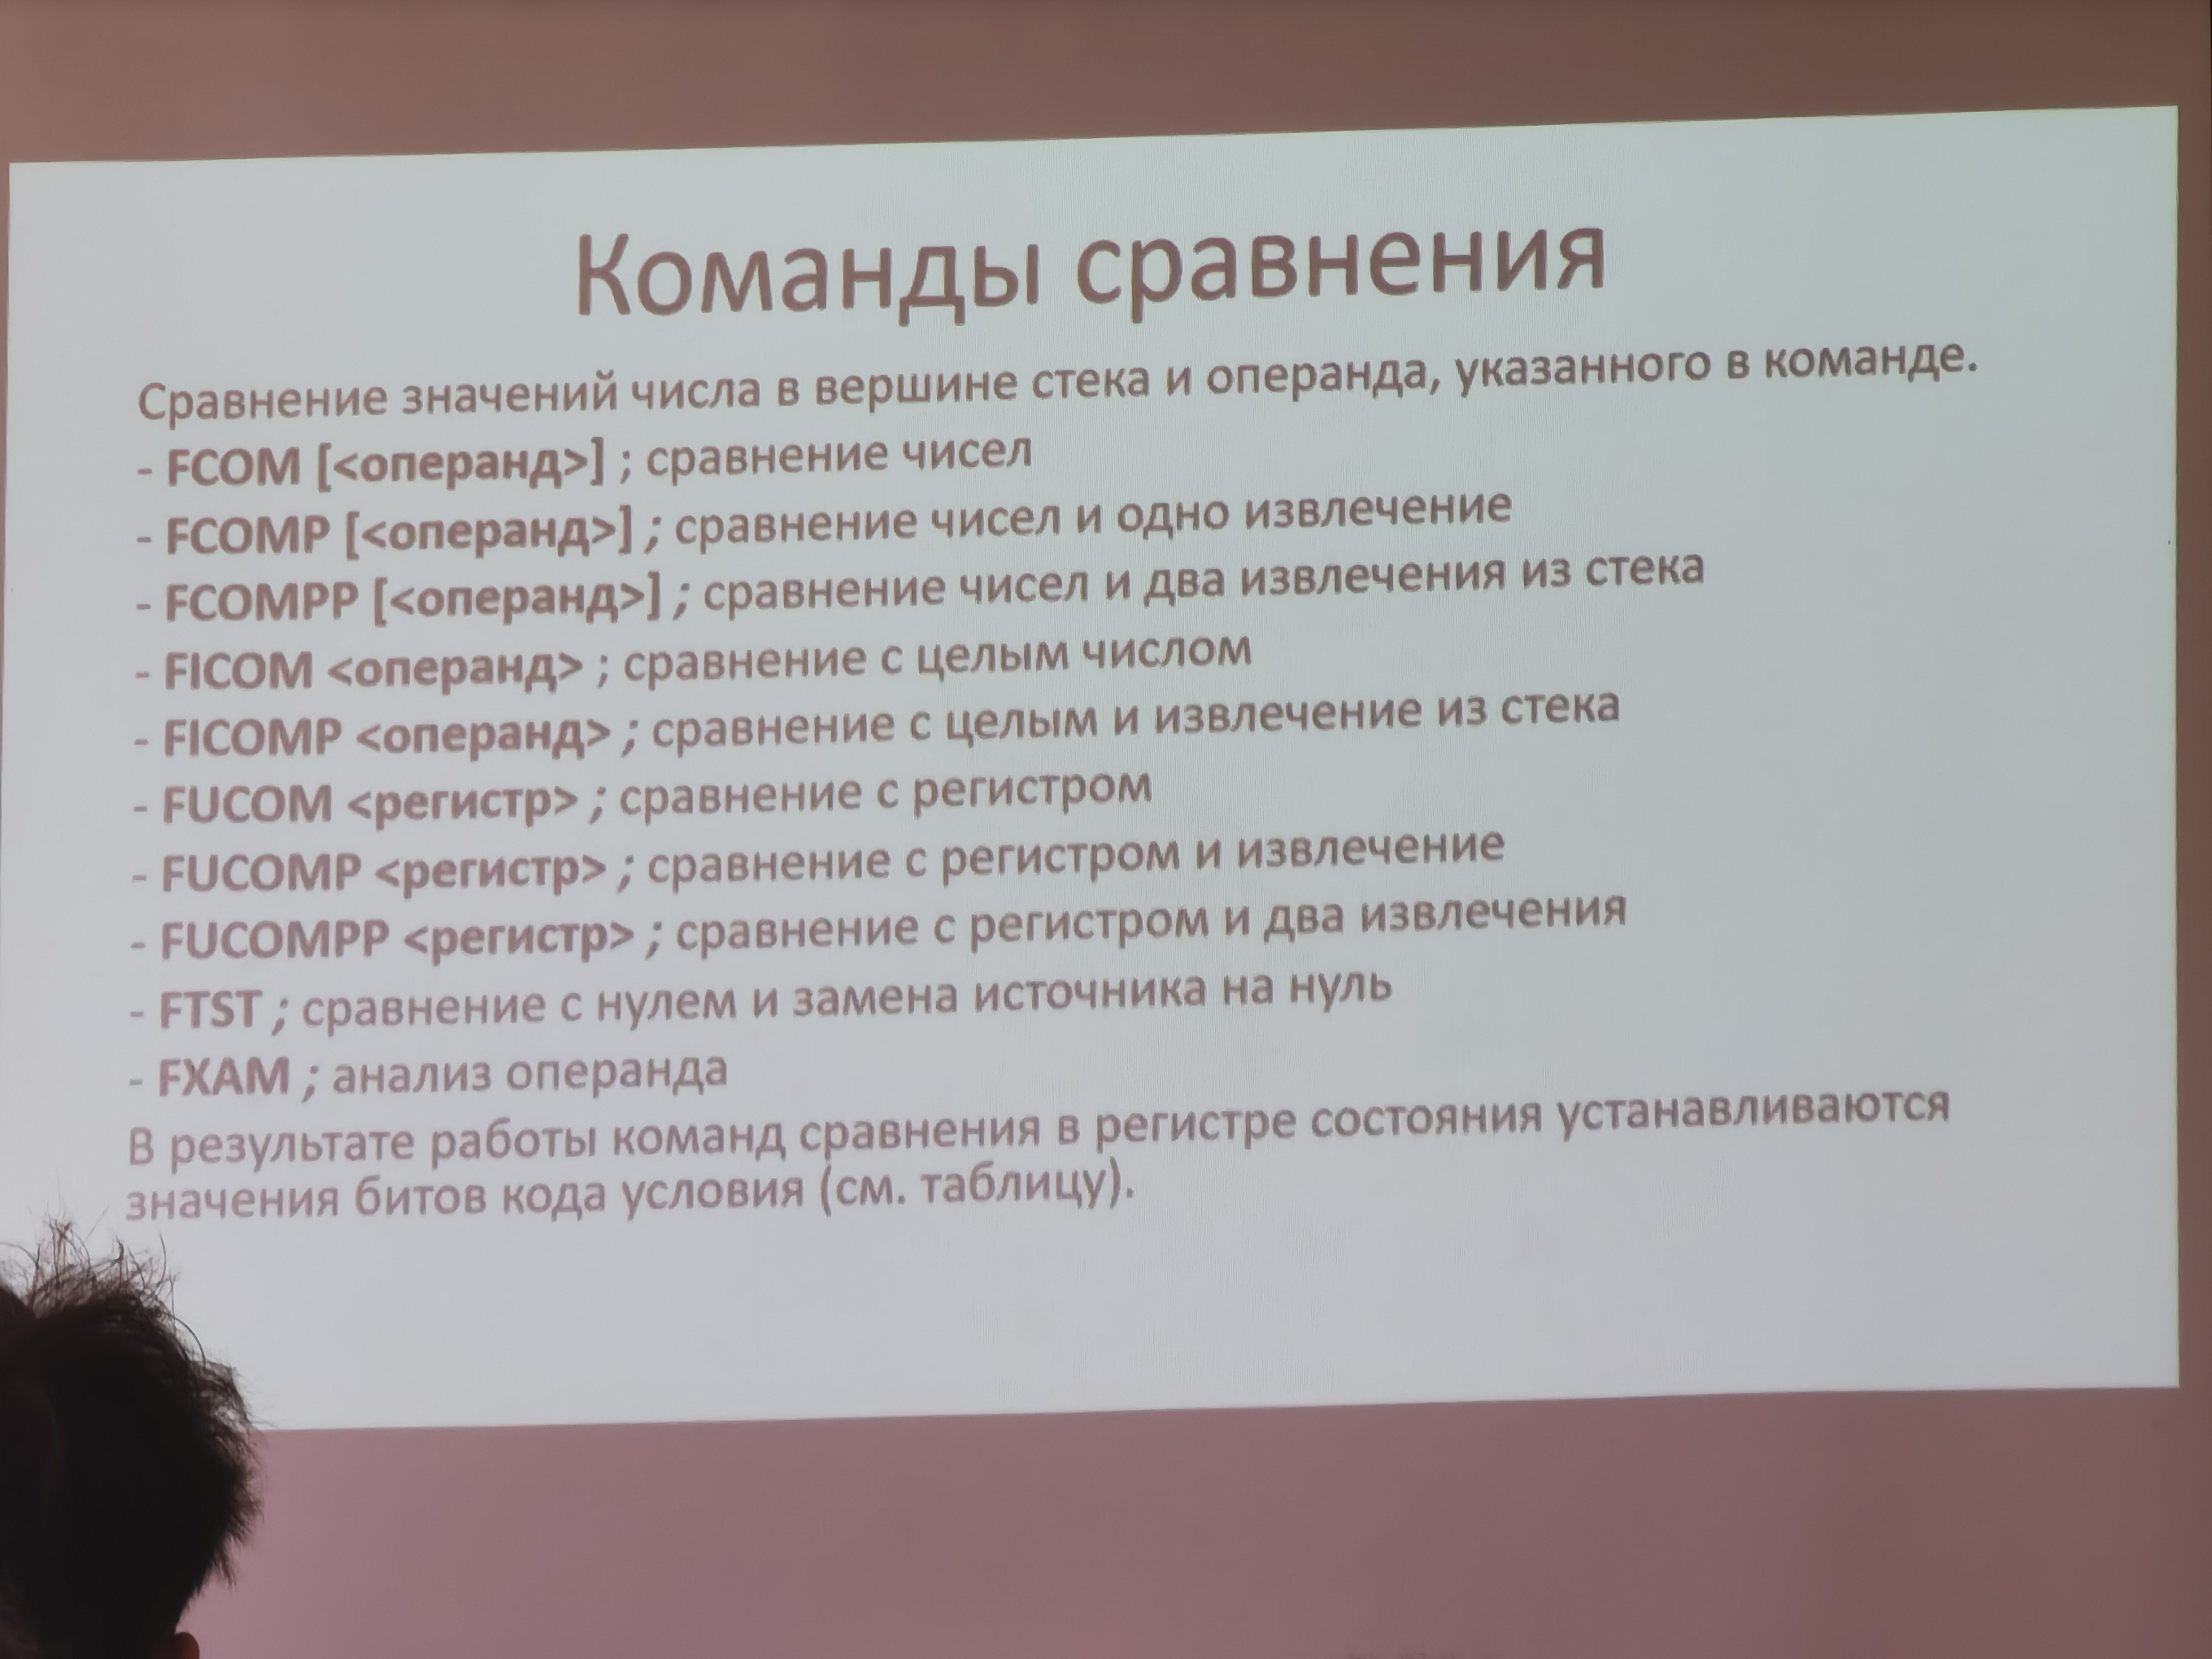 Команды сравнения
Сравнение значений числа в вершине стека и операнда, указанного в команде.
- FCOM [<операнд>] ; сравнение чисел
- FCOMP [<операнд>] ; сравнение чисел и одно извлечение
- FCOMPP [<операнд>] ; сравнение чисел и два извлечения из стека
- FICOM <операнд> ; сравнение с целым числом
- FICOMP <операнд> ; сравнение с целым и извлечение из стека
- FUCOM <регистр> ; сравнение с регистром
- FUCOMP <регистр> ; сравнение с регистром и извлечение
- FUCOMPP <регистр> ; сравнение с регистром и два извлечения
- FTST ; сравнение с нулем и замена источника на нуль
- FXAM ; анализ операнда
В результате работы команд сравнения в регистре состояния устанавливаются
значения битов кода условия (см. таблицу).